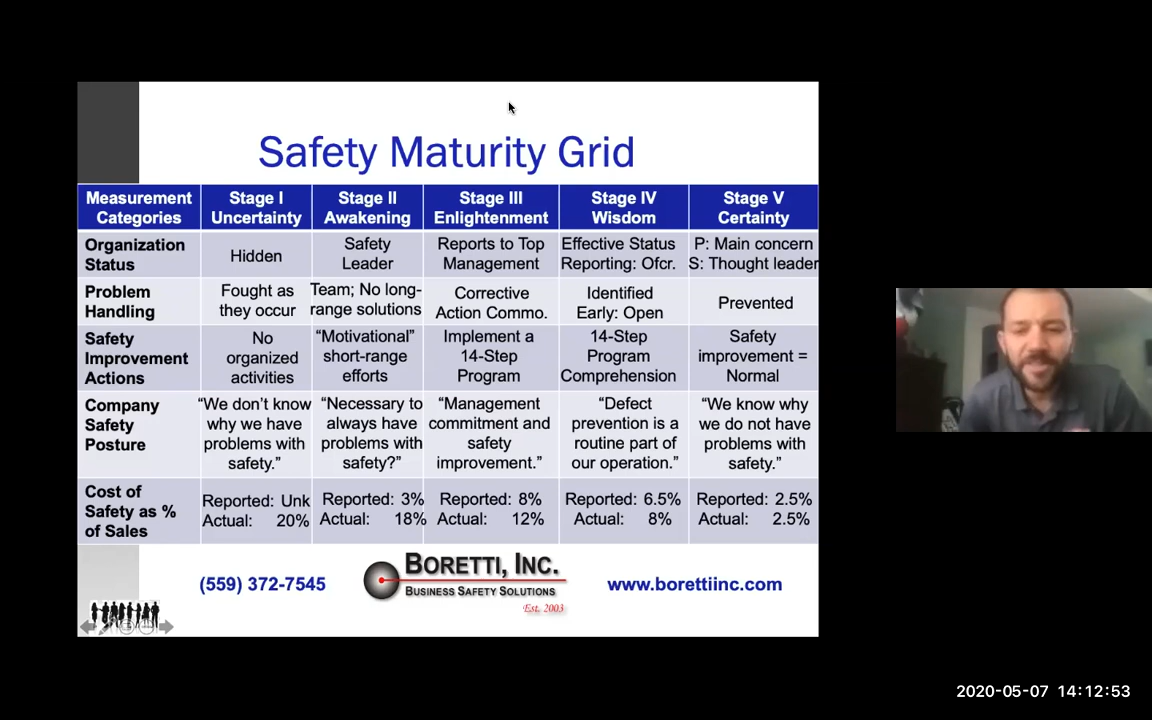 Safety Maturity Grid
Measurement
Categories
Stage I
Uncertainty
Stage II
Awakening
Stage III
Enlightenment
Stage IV
Wisdom
Stage V
Certainty
Organization
Status
Hidden
Safety
Leader
Reports to Top
Management
Effective Status
Reporting: Ofcr.
P: Main concern
S: Thought leader
Problem
Handling
Fought as
they occur
Team; No long-
range solutions
Corrective
Action Commo.
Identified
Early: Open
Prevented
Safety
Improvement
Actions
No
organized
activities
“Motivational”
short-range
efforts
Implement a
14-Step
Program
14-Step
Program
Comprehension
Safety
improvement =
Normal
Company
Safety
Posture
“We don’t know
why we have
problems with
safety.”
“Necessary to
always have
problems with
safety?”
“Management
commitment and
safety
improvement.”
“Defect
prevention is a
routine part of
our operation.”
“We know why
we do not have
problems with
safety.”
Cost of
Safety as %
of Sales
Reported: Unk
Actual: 20%
Reported: 3%
Actual: 18%
Reported: 8%
Actual: 12%
Reported: 6.5%
Actual: 8%
Reported: 2.5%
Actual: 2.5%
(559) 372-7545
BORETTI, INC.
BUSINESS SAFETY SOLUTIONS
Est. 2003
www.borettiinc.com
2020-05-07 14:12:53